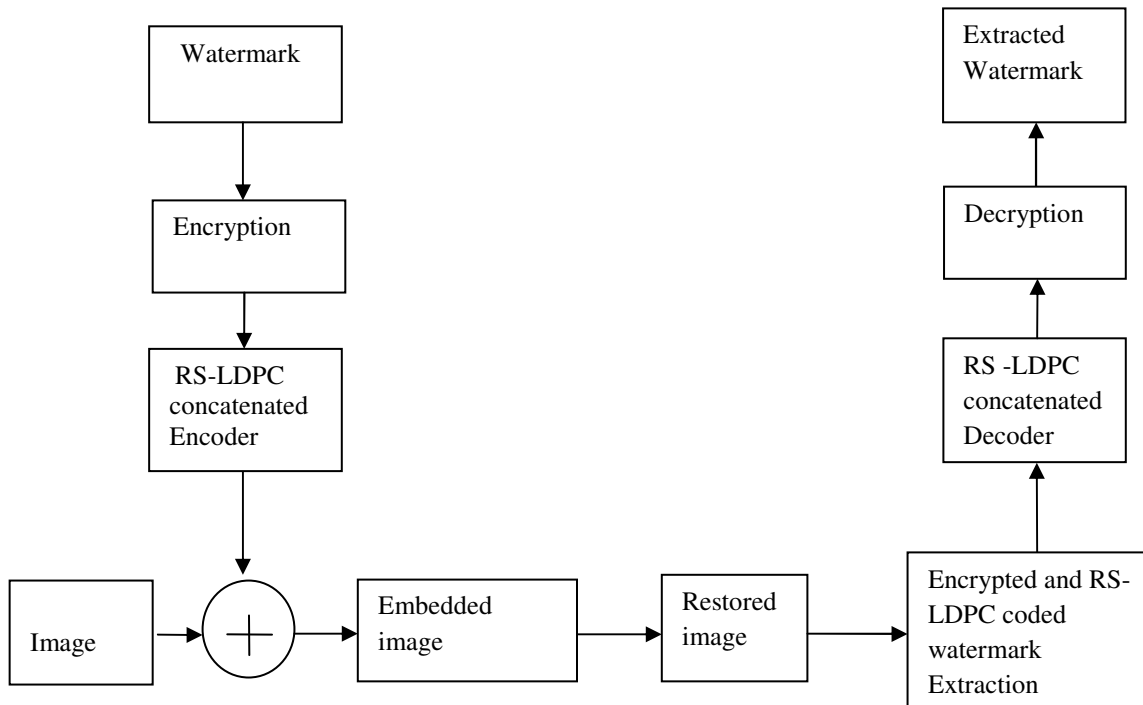 Watermark
Encryption
RS-LDPC
concatenated
Encoder
Image
Embedded
image
Restored
image
Encrypted and RS-
LDPC coded
watermark
Extraction
RS -LDPC
concatenated
Decoder
Decryption
Extracted
Watermark